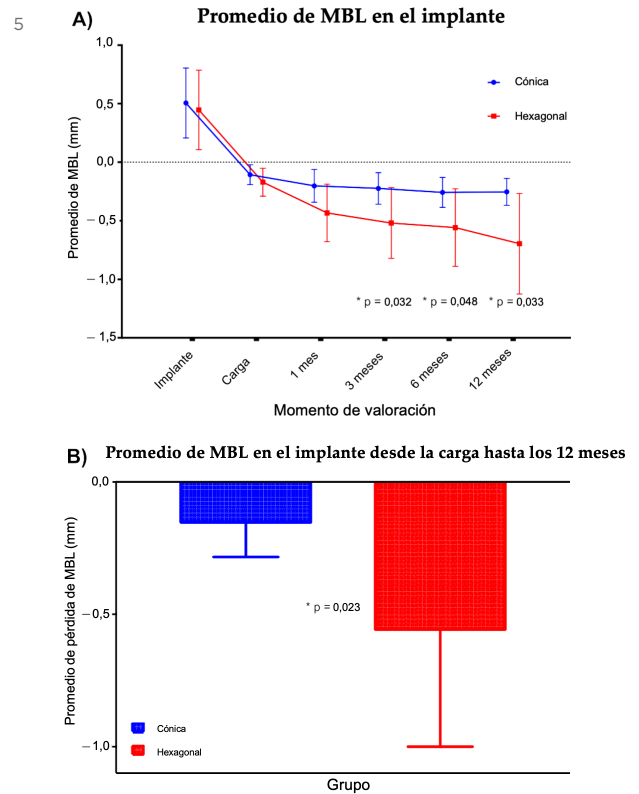 5
A) Promedio de MBL en el implante
1,0
0,5
0,0
−0,5
−1,0
−1,5
Promedio de MBL (mm)
Cónica
Hexagonal
* p = 0,032 * p = 0,048 * p = 0,033
Implante
Carga
1 mes
3 meses
6 meses
12 meses
Momento de valoración
B) Promedio de MBL en el implante desde la carga hasta los 12 meses
0,0
−0,5
−1,0
Promedio de pérdida de MBL (mm)
* p = 0,023
Cónica
Hexagonal
Grupo